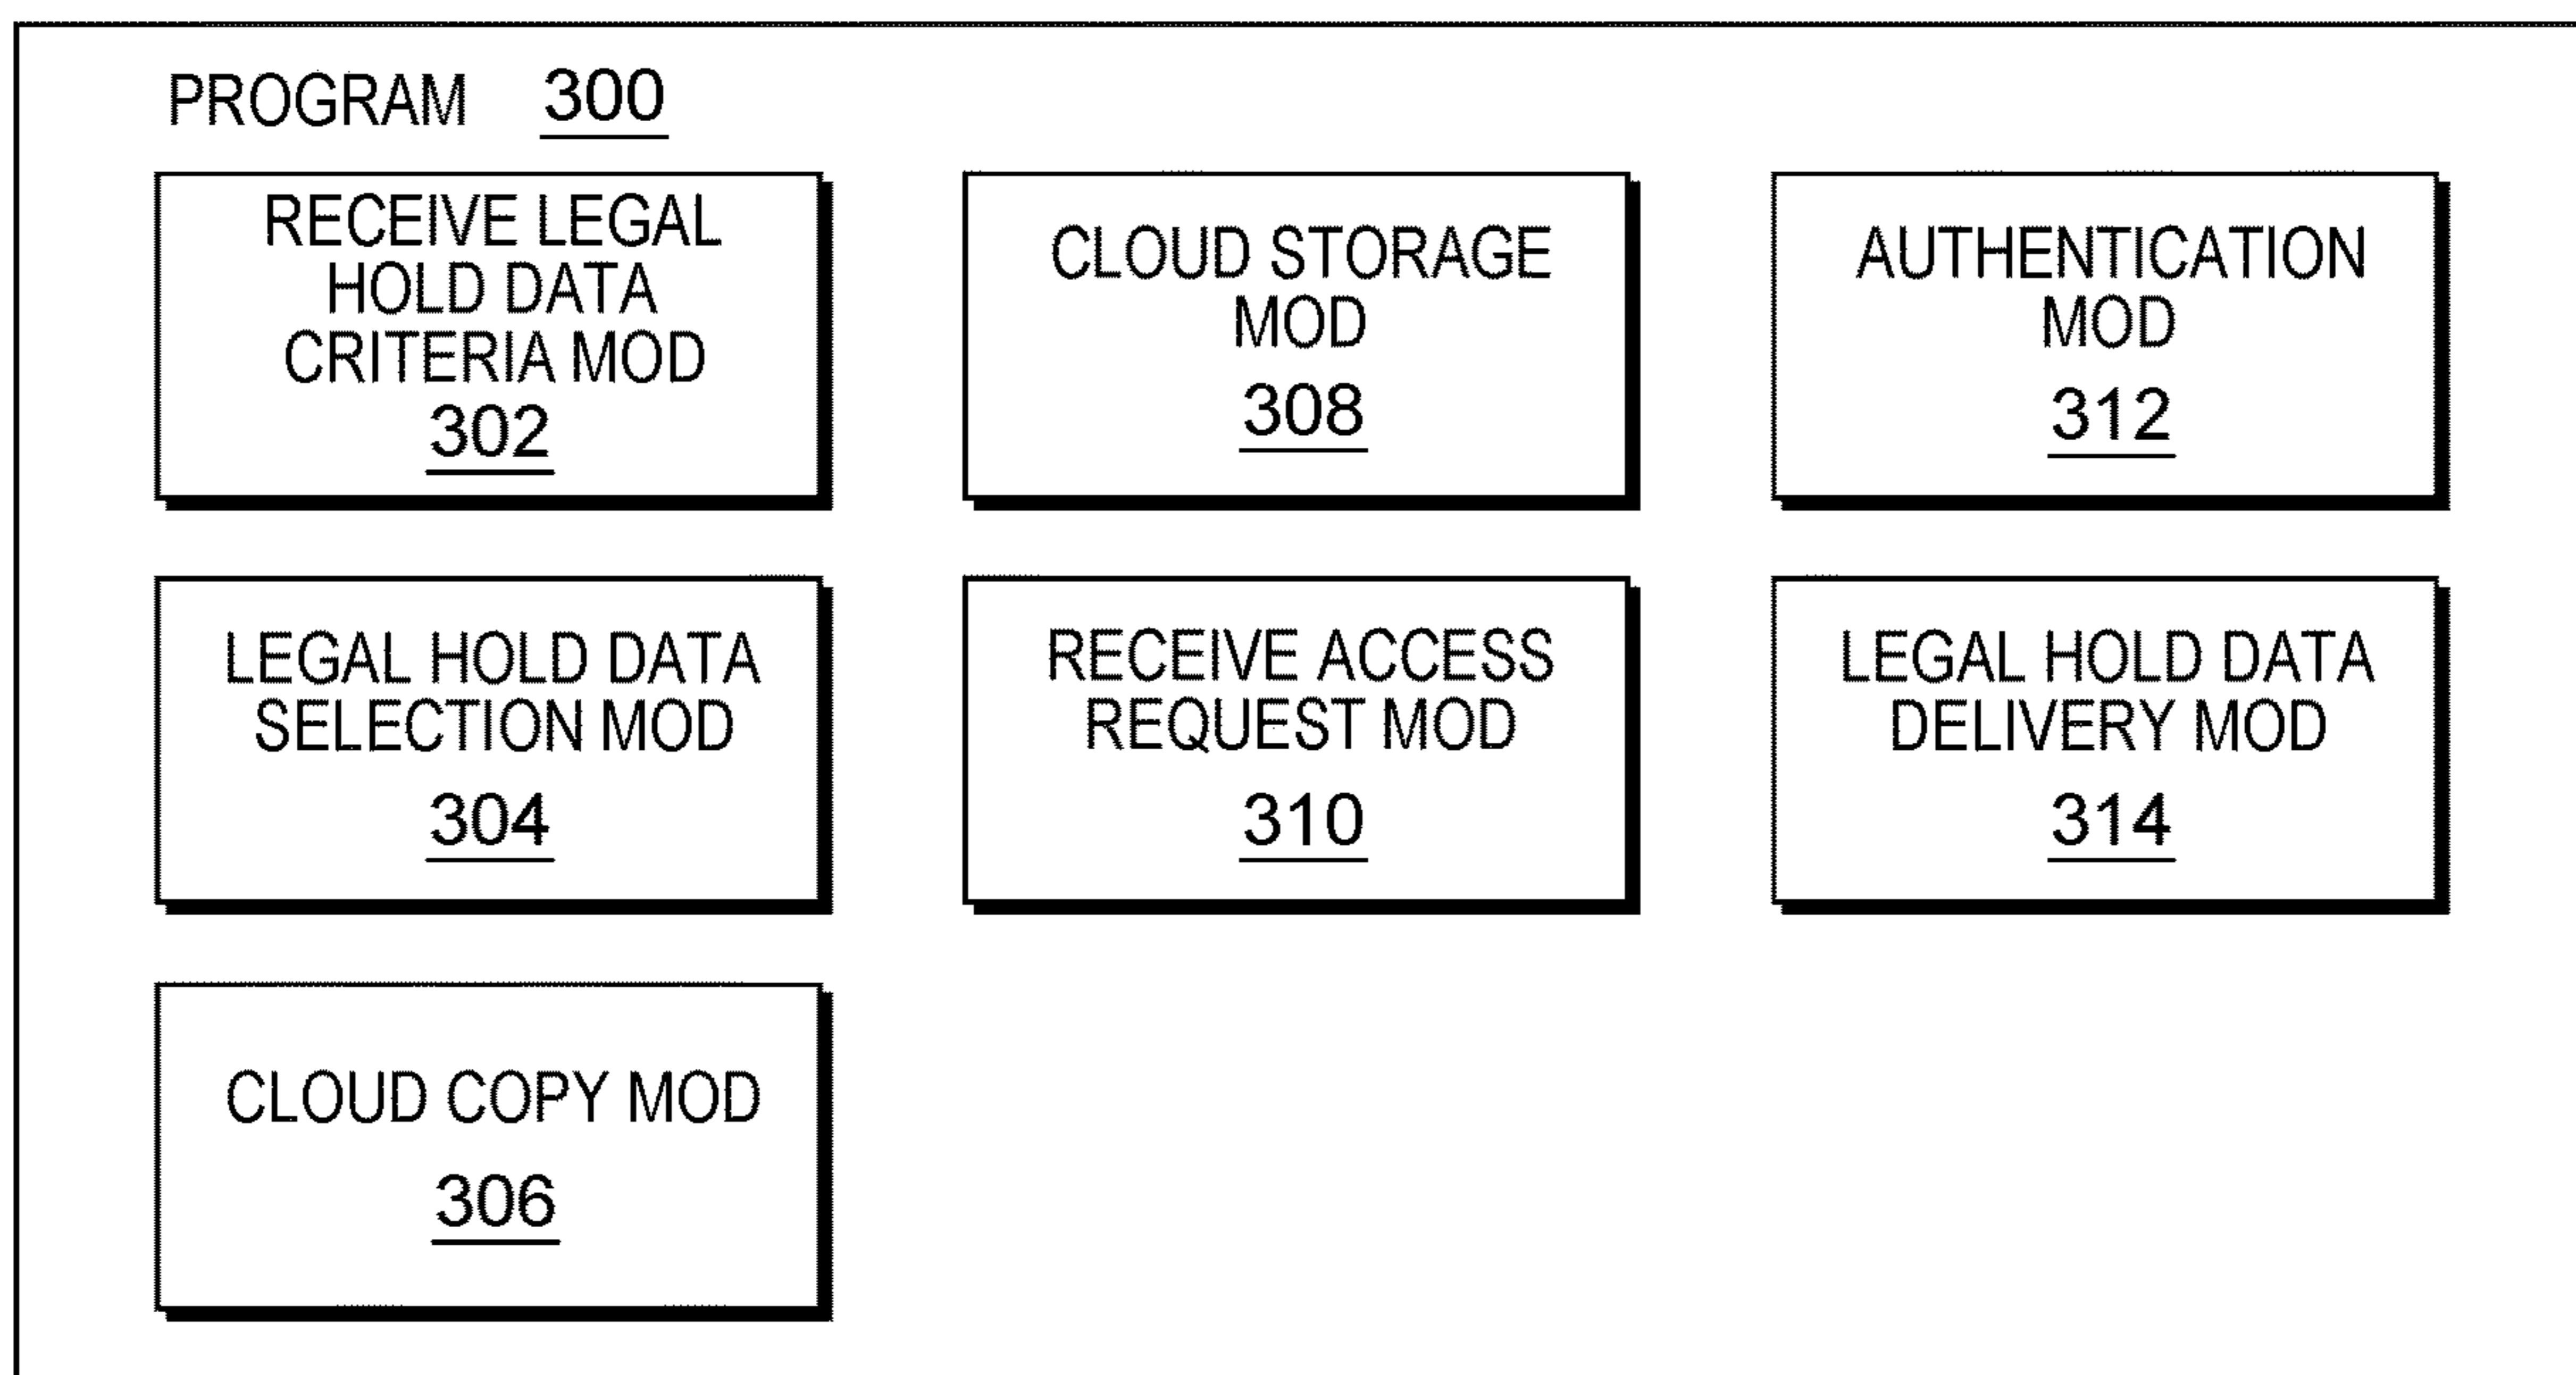 PROGRAM 300
RECEIVE LEGAL
HOLD DATA
CRITERIA MOD
302
CLOUD STORAGE
MOD
308
AUTHENTICATION
MOD
312
LEGAL HOLD DATA
SELECTION MOD
304
RECEIVE ACCESS
REQUEST MOD
310
LEGAL HOLD DATA
DELIVERY MOD
314
CLOUD COPY MOD
306